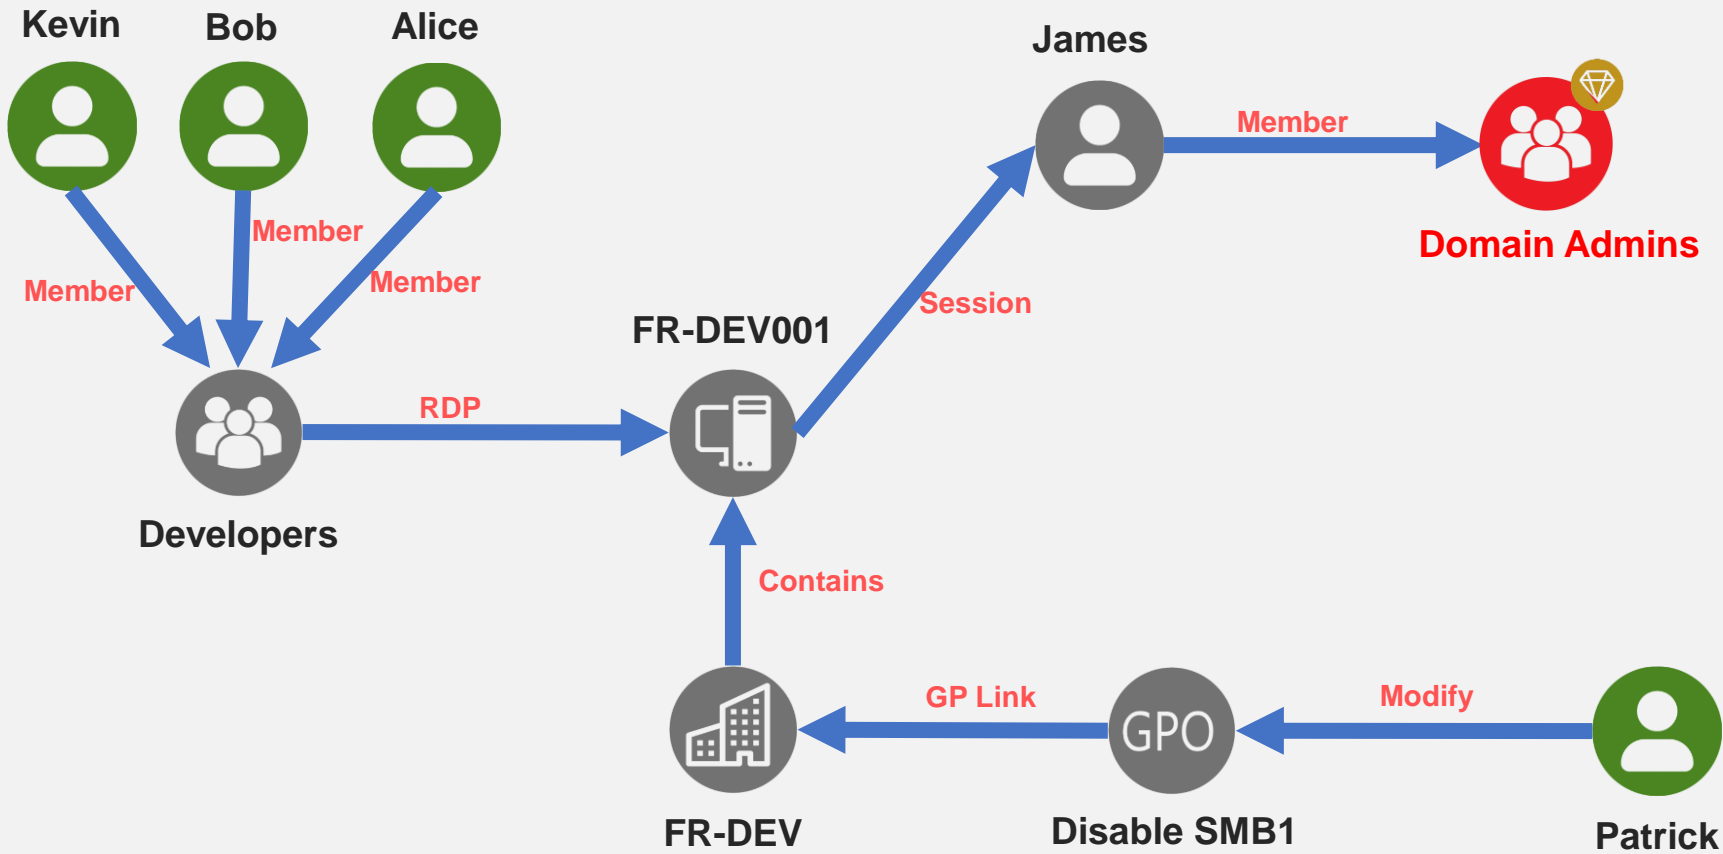 Kevin
Bob
Alice
James
Member
Domain Admins
Member
Member
Member
Session
FR-DEV001
RDP
Developers
Contains
GP Link
Modify
GPO
FR-DEV
Disable SMB1
Patrick